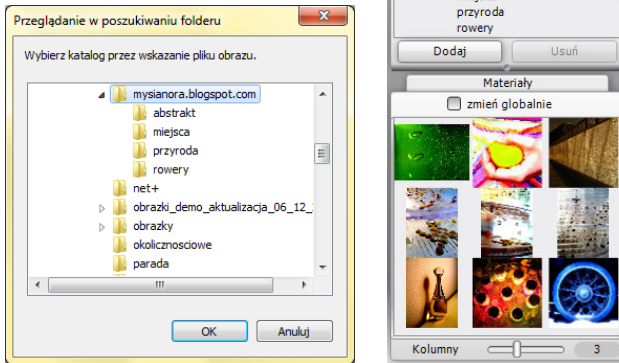 Przeglądanie w poszukiwaniu folderu
Wybierz katalog przez wskazanie pliku obrazu.
mysianora.blogspot.com
abstrakt
miejsca
przyroda
rowery
net+
obrazki_demo_aktualizacja_06_12_
obrazky
okolicznosciowe
parada
OK Anuluj
przyroda
rowery
Dodaj Usuń
Materiały
zmień globalnie
Kolumny 3